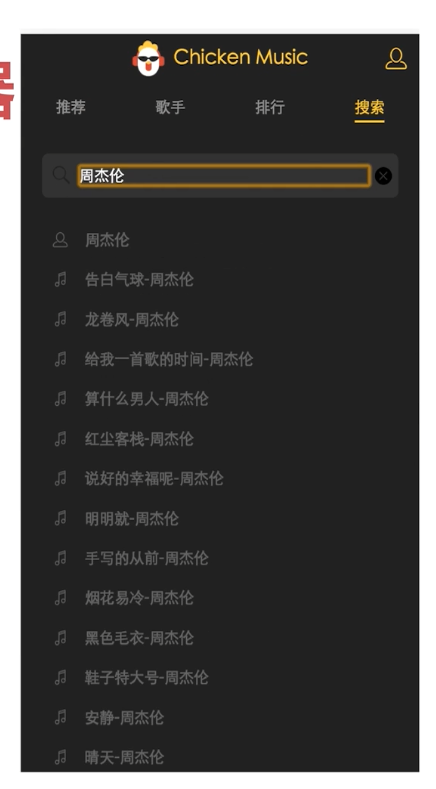 器
Chicken Music
推荐 歌手 排行 搜索
周杰伦
周杰伦
告白气球-周杰伦
龙卷风-周杰伦
给我一首歌的时间-周杰伦
算什么男人-周杰伦
红尘客栈-周杰伦
说好的幸福呢-周杰伦
明明就-周杰伦
手写的从前-周杰伦
烟花易冷-周杰伦
黑色毛衣-周杰伦
鞋子特大号-周杰伦
安静-周杰伦
晴天-周杰伦